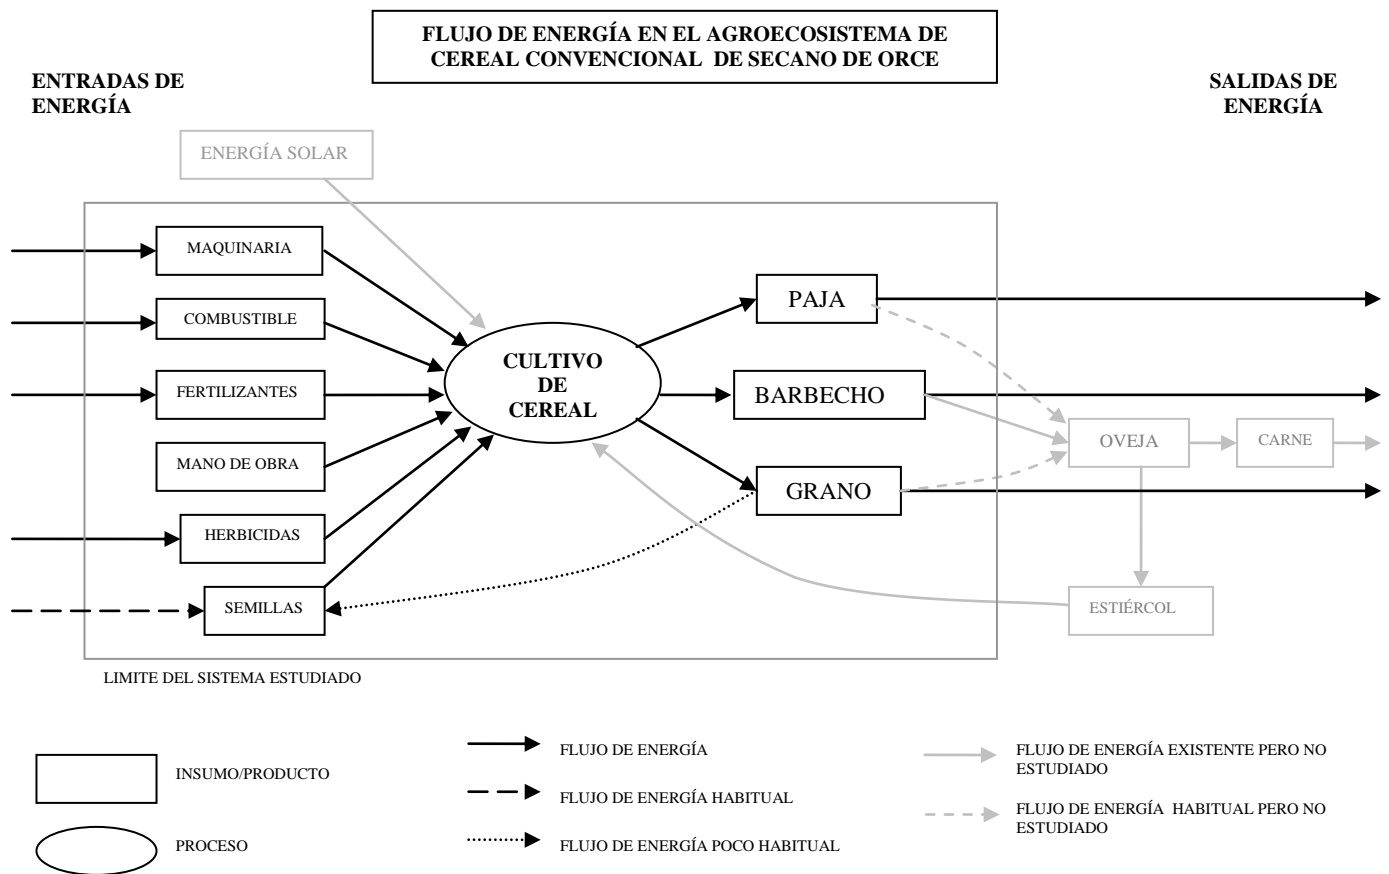 FLUJO DE ENERGÍA EN EL AGROECOSISTEMA DE
CEREAL CONVENCIONAL DE SECANO DE ORCE
ENTRADAS DE
ENERGÍA
SALIDAS DE
ENERGÍA
ENERGÍA SOLAR
MAQUINARIA
COMBUSTIBLE
FERTILIZANTES
MANO DE OBRA
HERBICIDAS
SEMILLAS
CULTIVO
DE
CEREAL
PAJA
BARBECHO
GRANO
OVEJA
CARNE
ESTIÉRCOL
LIMITE DEL SISTEMA ESTUDIADO
INSUMO/PRODUCTO
PROCESO
FLUJO DE ENERGÍA
FLUJO DE ENERGÍA HABITUAL
FLUJO DE ENERGÍA POCO HABITUAL
FLUJO DE ENERGÍA EXISTENTE PERO NO
ESTUDIADO
FLUJO DE ENERGÍA HABITUAL PERO NO
ESTUDIADO